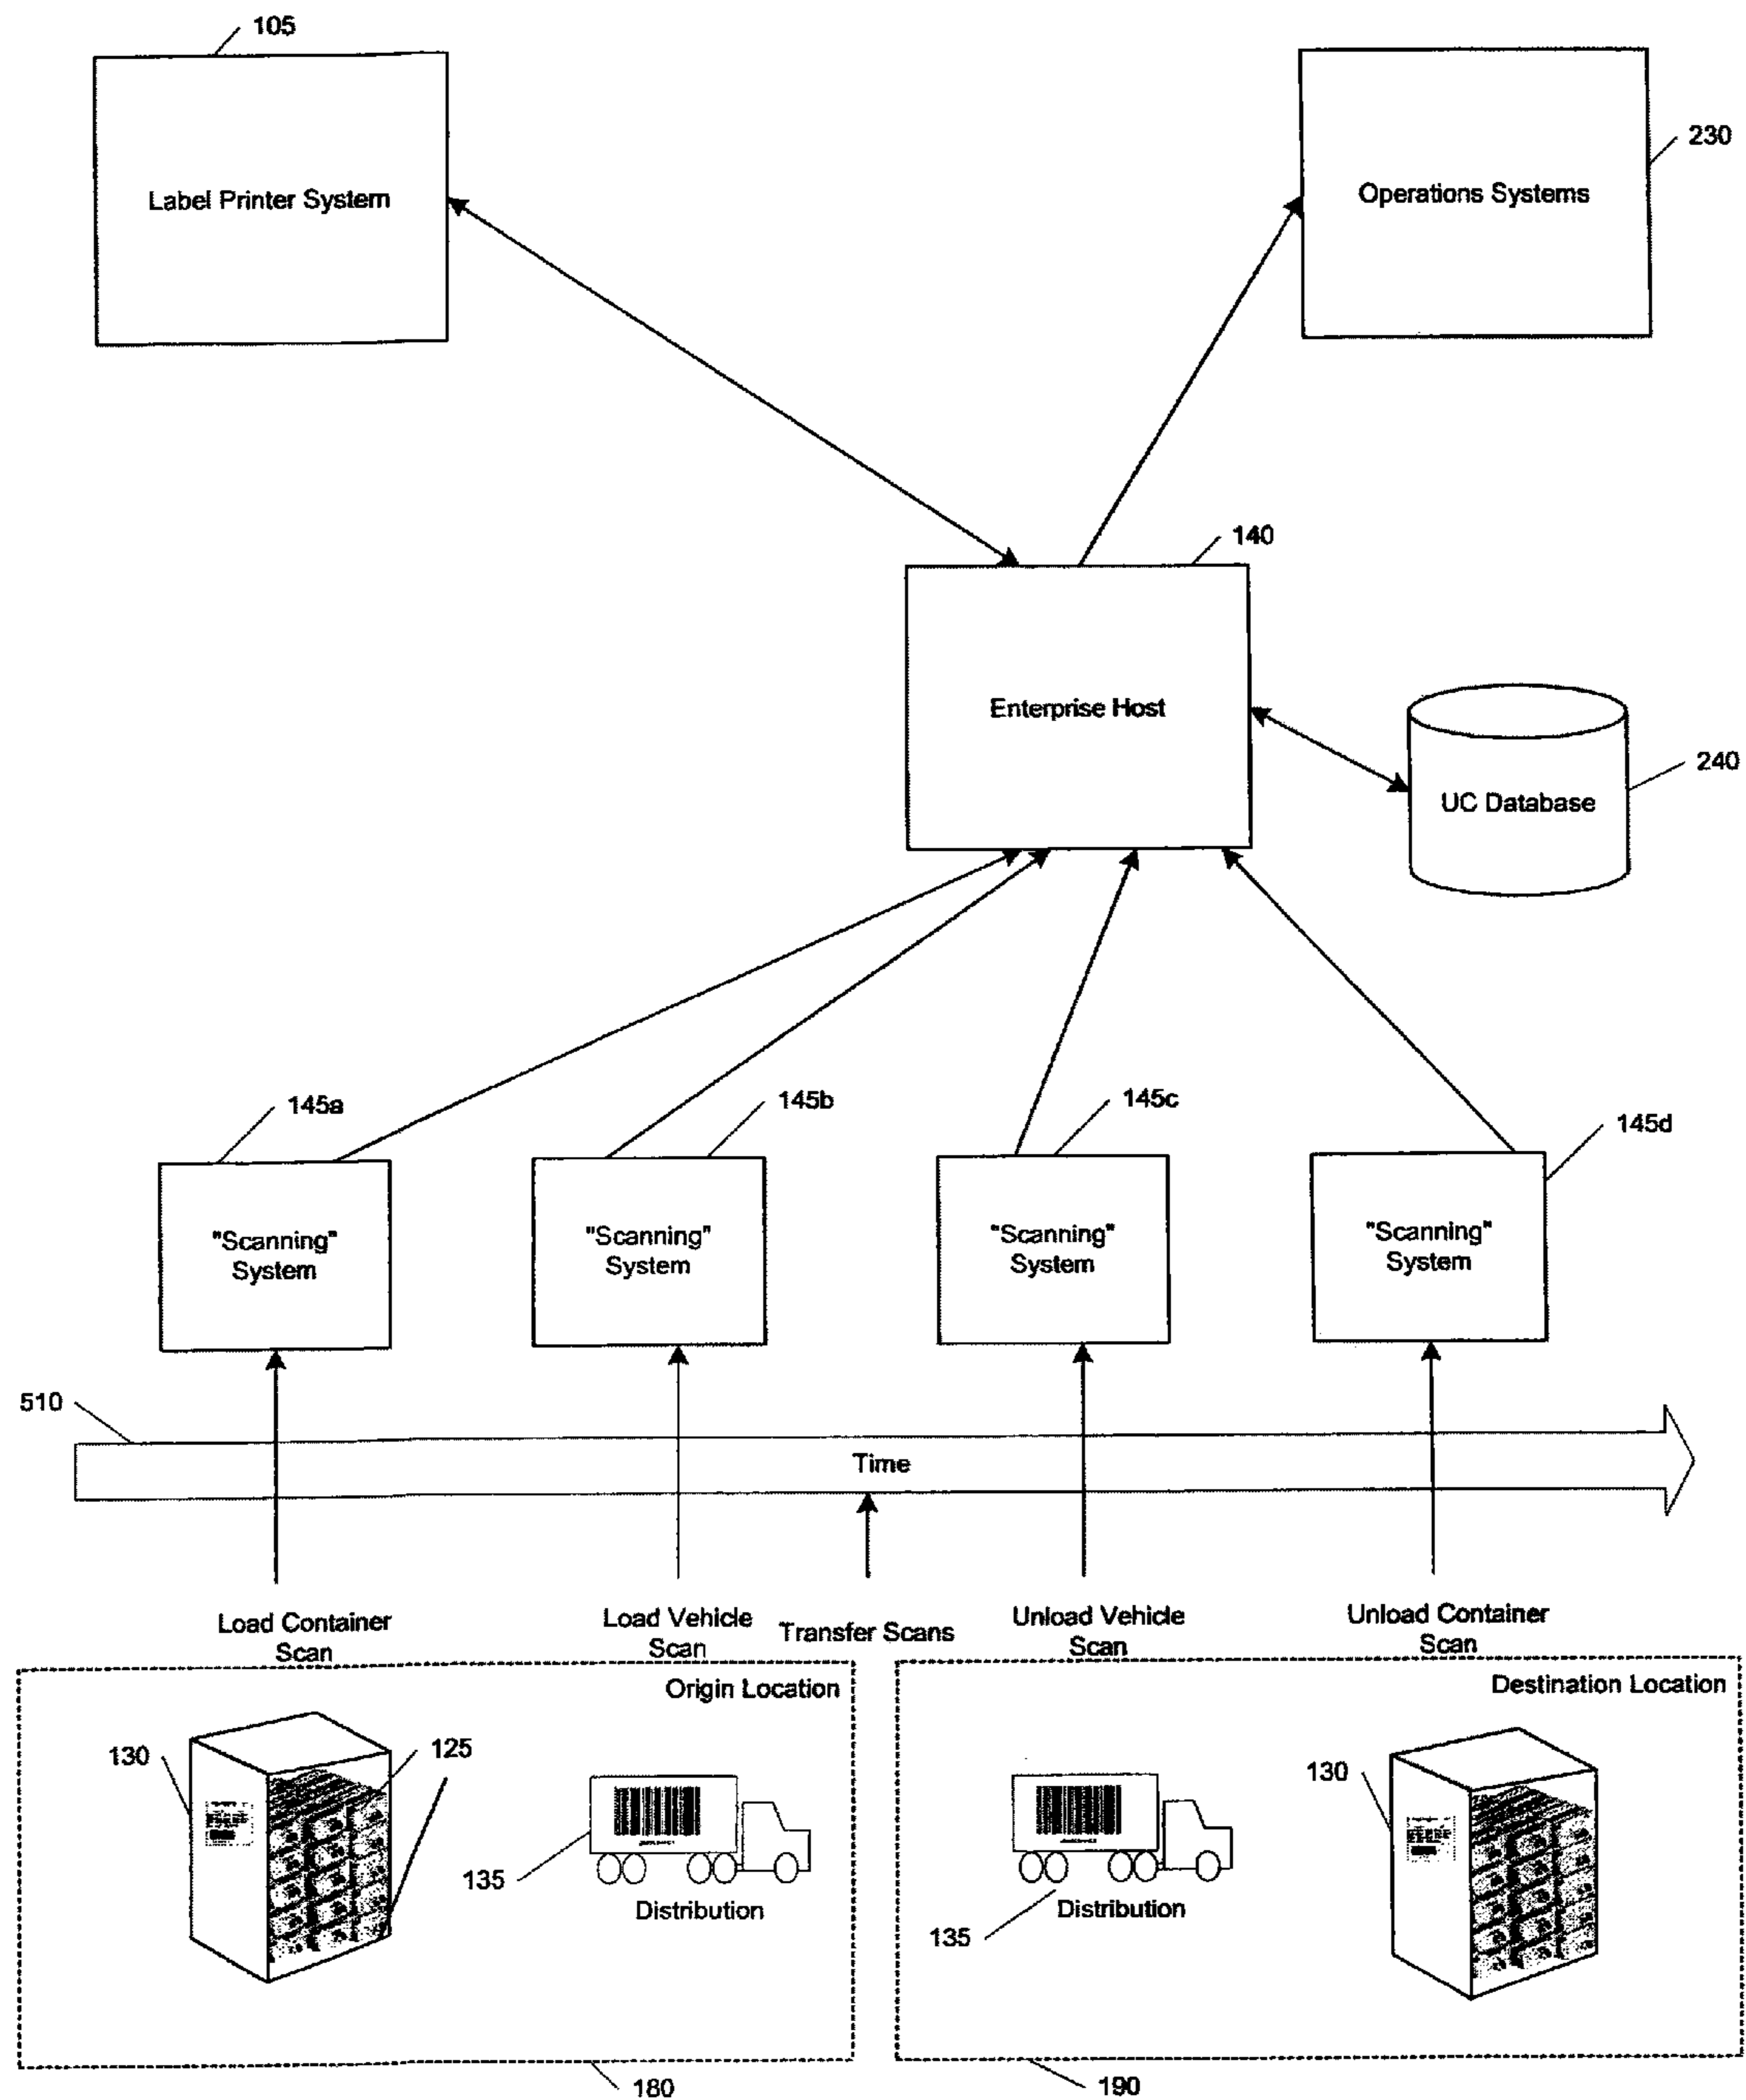 105
230
Label Printer System
Operations Systems
140
Enterprise Host
240
UC Database
145a
145b
145c
145d
"Scanning"
System
"Scanning"
System
"Scanning"
System
"Scanning"
System
510
Time
Load Container
Scan
Load Vehicle
Scan
Transfer Scans
Unload Vehicle
Scan
Unload Container
Scan
Origin Location
Destination Location
130
125
135
Distribution
135
Distribution
130
180
190